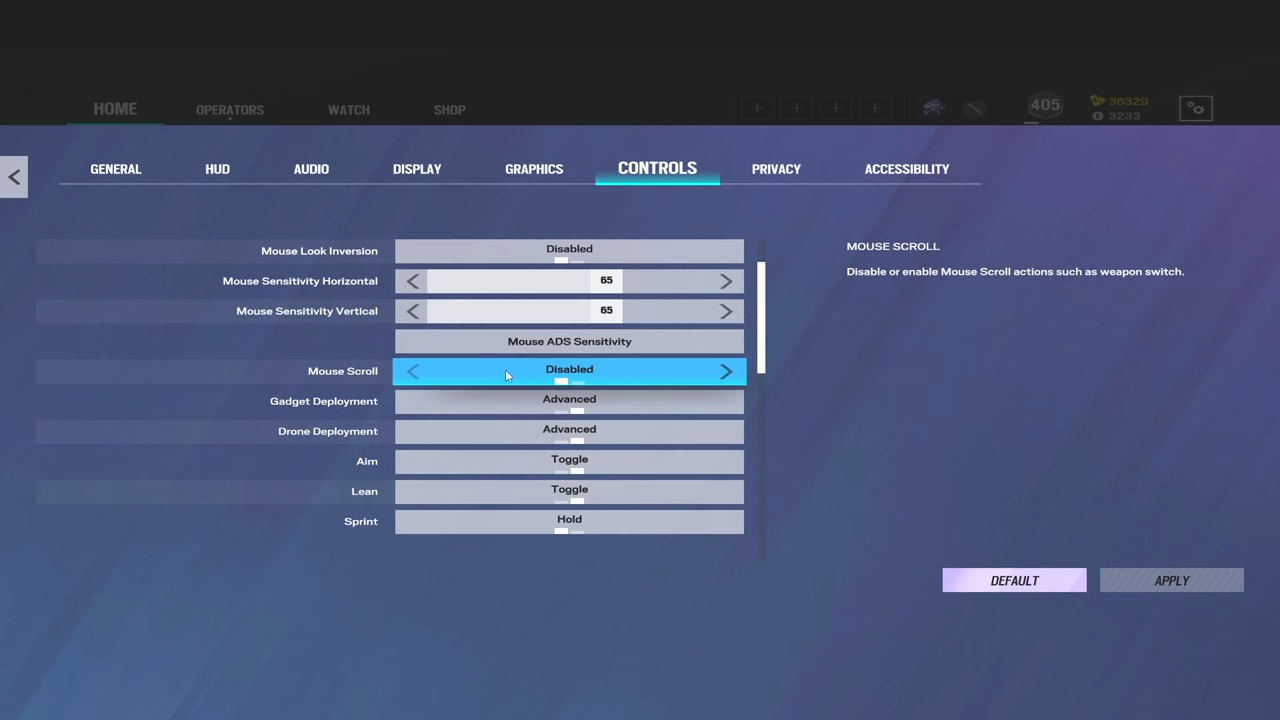 HOME OPERATORS WATCH SHOP
405
36329
3233
GENERAL HUD AUDIO DISPLAY GRAPHICS CONTROLS PRIVACY ACCESSIBILITY
Mouse Look Inversion Disabled
Mouse Sensitivity Horizontal 65
Mouse Sensitivity Vertical 65
Mouse ADS Sensitivity
Mouse Scroll Disabled
Gadget Deployment Advanced
Drone Deployment Advanced
Aim Toggle
Lean Toggle
Sprint Hold
MOUSE SCROLL
Disable or enable Mouse Scroll actions such as weapon switch.
DEFAULT APPLY